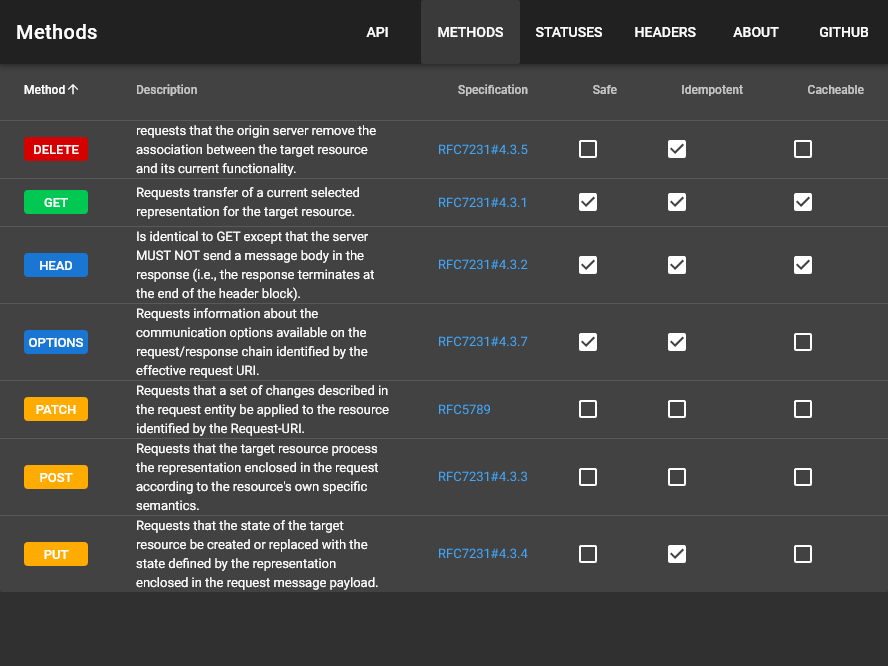 Methods
API
METHODS
STATUSES
HEADERS
ABOUT
GITHUB
Method
Description
Specification
Safe
Idempotent
Cacheable
DELETE
requests that the origin server remove the
association between the target resource
and its current functionality.
RFC7231#4.3.5
GET
Requests transfer of a current selected
representation for the target resource.
RFC7231#4.3.1
HEAD
Is identical to GET except that the server
MUST NOT send a message body in the
response (i.e., the response terminates at
the end of the header block).
RFC7231#4.3.2
OPTIONS
Requests information about the
communication options available on the
request/response chain identified by the
effective request URI.
RFC7231#4.3.7
PATCH
Requests that a set of changes described in
the request entity be applied to the resource
identified by the Request-URI.
RFC5789
POST
Requests that the target resource process
the representation enclosed in the request
according to the resource's own specific
semantics.
RFC7231#4.3.3
PUT
Requests that the state of the target
resource be created or replaced with the
state defined by the representation
enclosed in the request message payload.
RFC7231#4.3.4